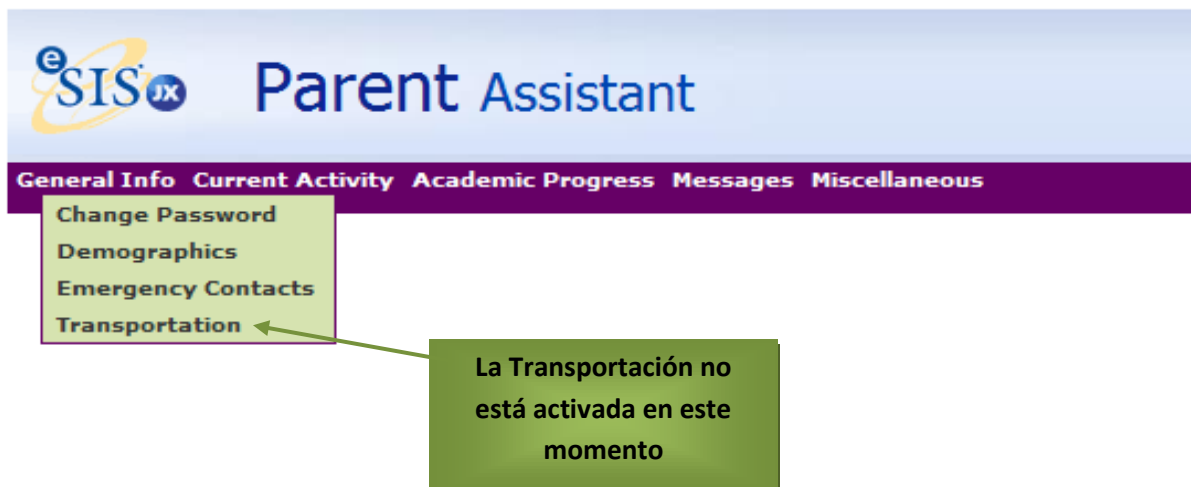 eSIS JX Parent Assistant
General Info Current Activity Academic Progress Messages Miscellaneous
Change Password
Demographics
Emergency Contacts
Transportation
La Transportación no
está activada en este
momento